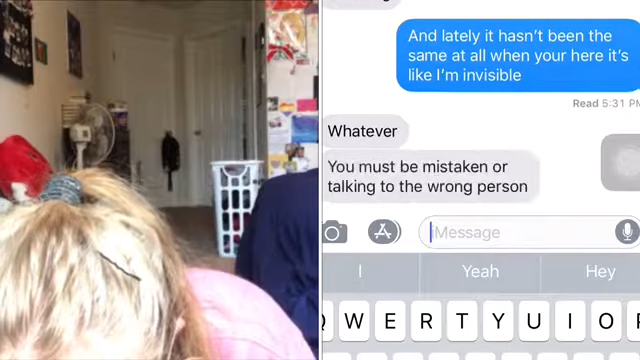 And lately it hasn't been the
same at all when your here it's
like I'm invisible
Read 5:31 PM
Whatever
You must be mistaken or
talking to the wrong person
Message
I
Yeah
Hey
W E R T Y U I O